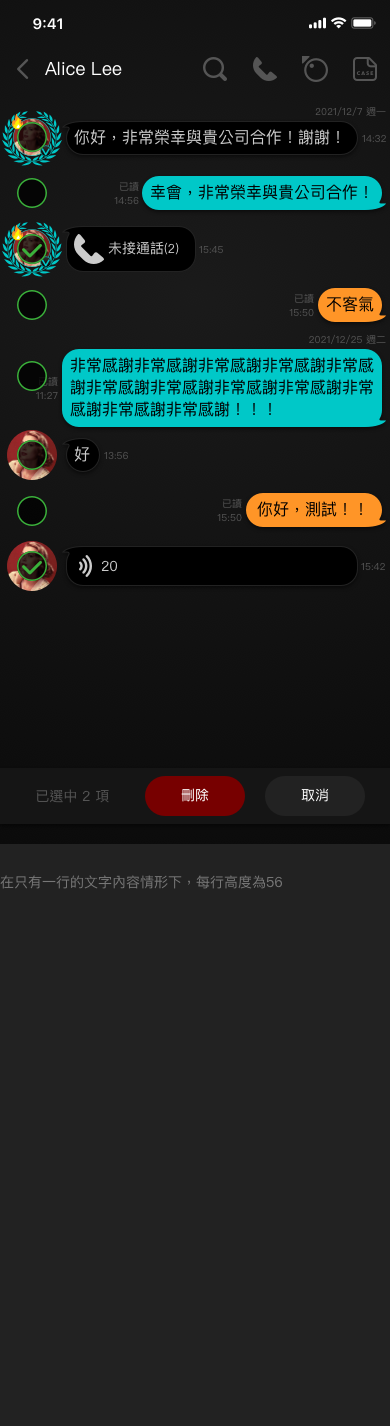 9:41
Alice Lee
CASE
2021/12/7 週一
你好，非常榮幸與貴公司合作！謝謝！
14:32
已讀
14:56
幸會，非常榮幸與貴公司合作！
未接通話(2)
15:45
已讀
15:50
不客氣
2021/12/25 週二
非常感謝非常感謝非常感謝非常感謝非常感
謝非常感謝非常感謝非常感謝非常感謝非常
感謝非常感謝非常感謝！！！
讀
11:27
好
13:56
已讀
15:50
你好，測試！！
20
15:42
已選中 2 項
刪除
取消
在只有一行的文字內容情形下，每行高度為56